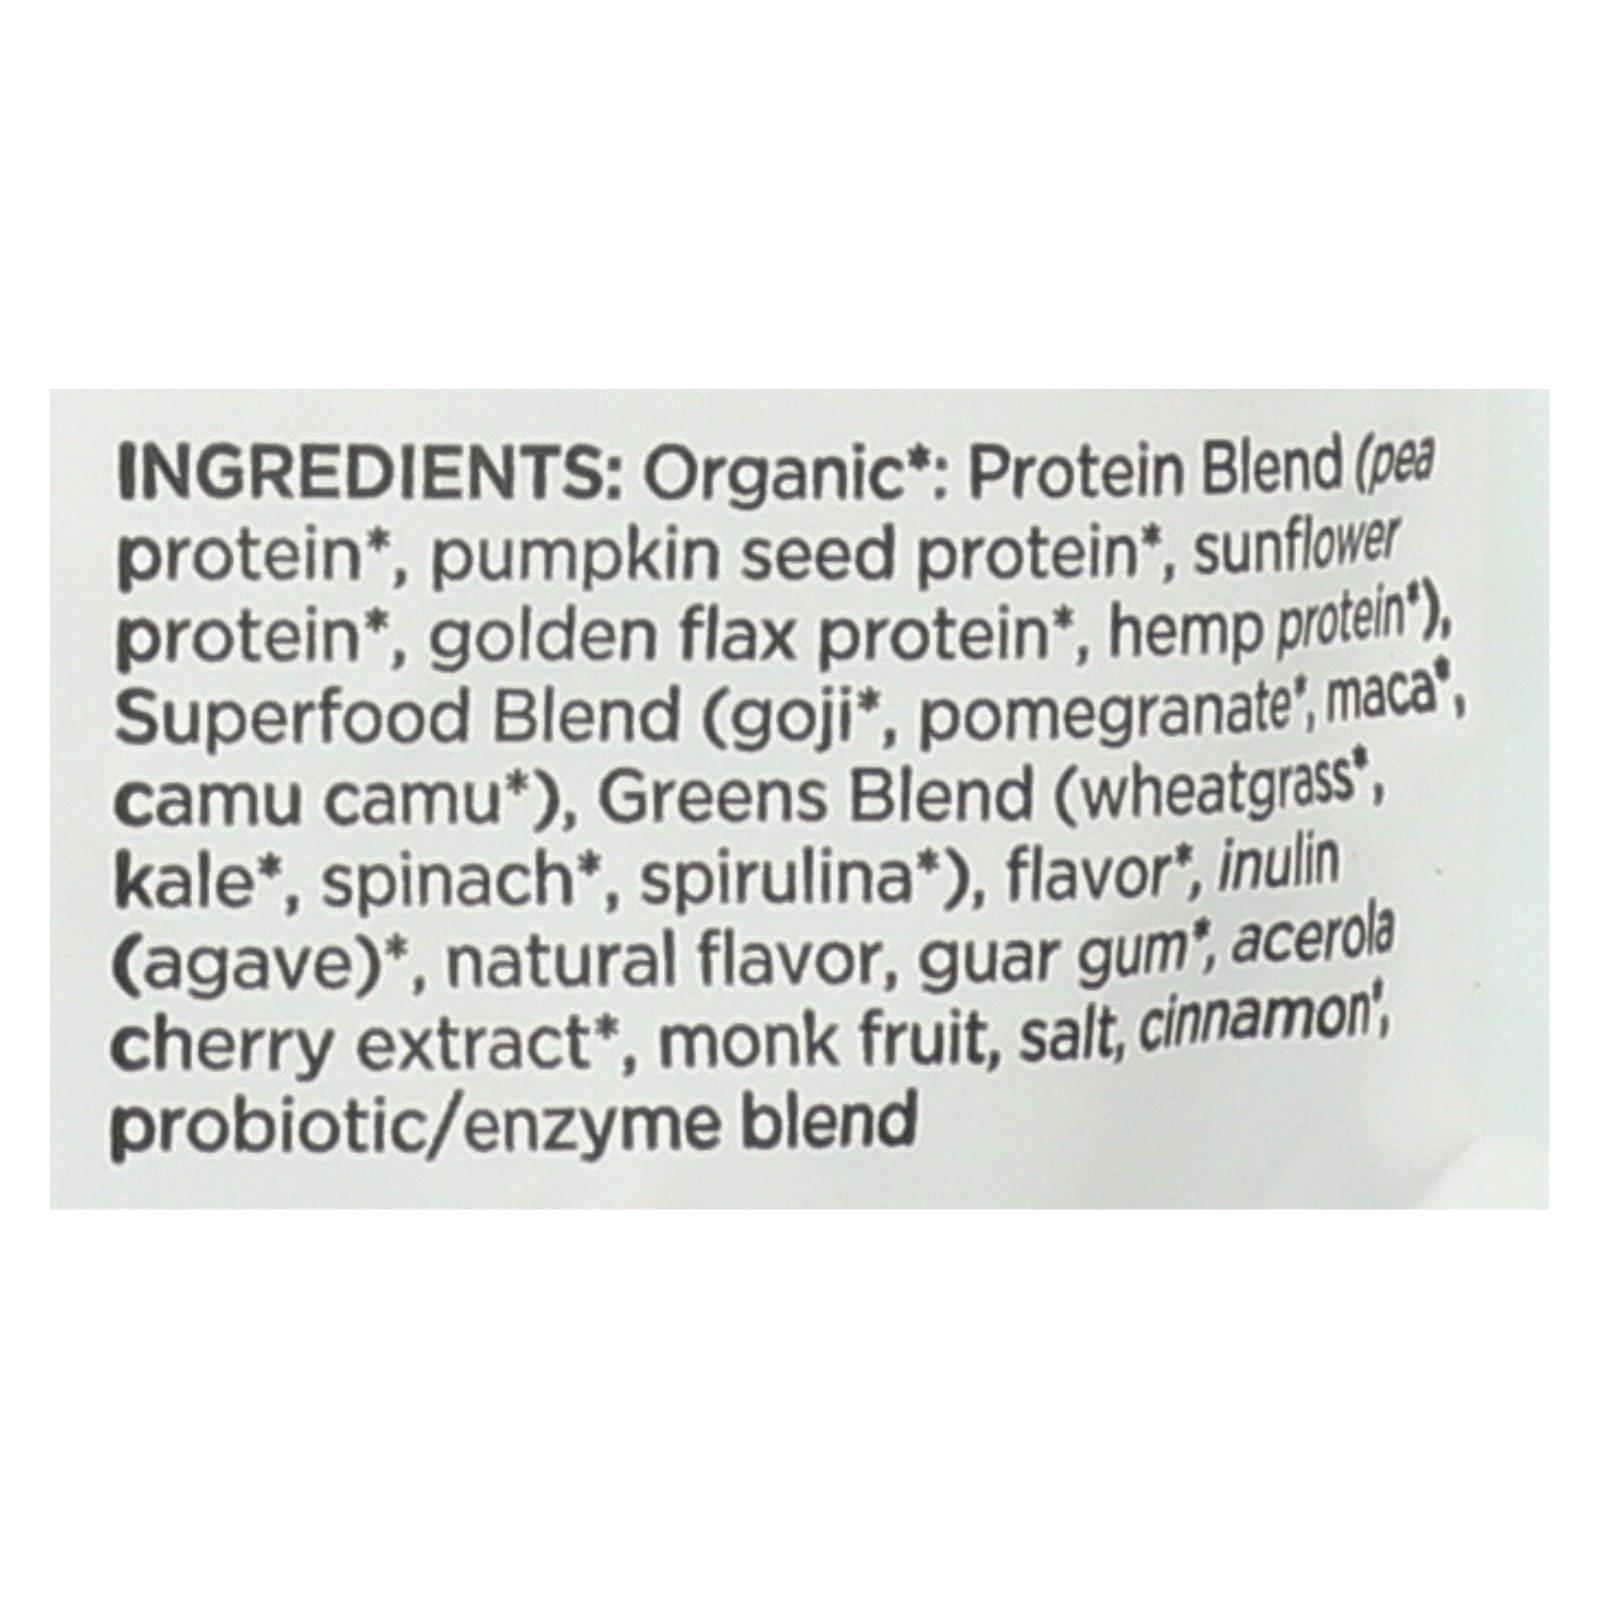 INGREDIENTS: Organic*: Protein Blend (pea
protein*, pumpkin seed protein*, sunflower
protein*, golden flax protein*, hemp protein*),
Superfood Blend (goji*, pomegranate*, maca*,
camu camu*), Greens Blend (wheatgrass*,
kale*, spinach*, spirulina*), flavor*, inulin
(agave)*, natural flavor, guar gum*, acerola
cherry extract*, monk fruit, salt, cinnamon*,
probiotic/enzyme blend